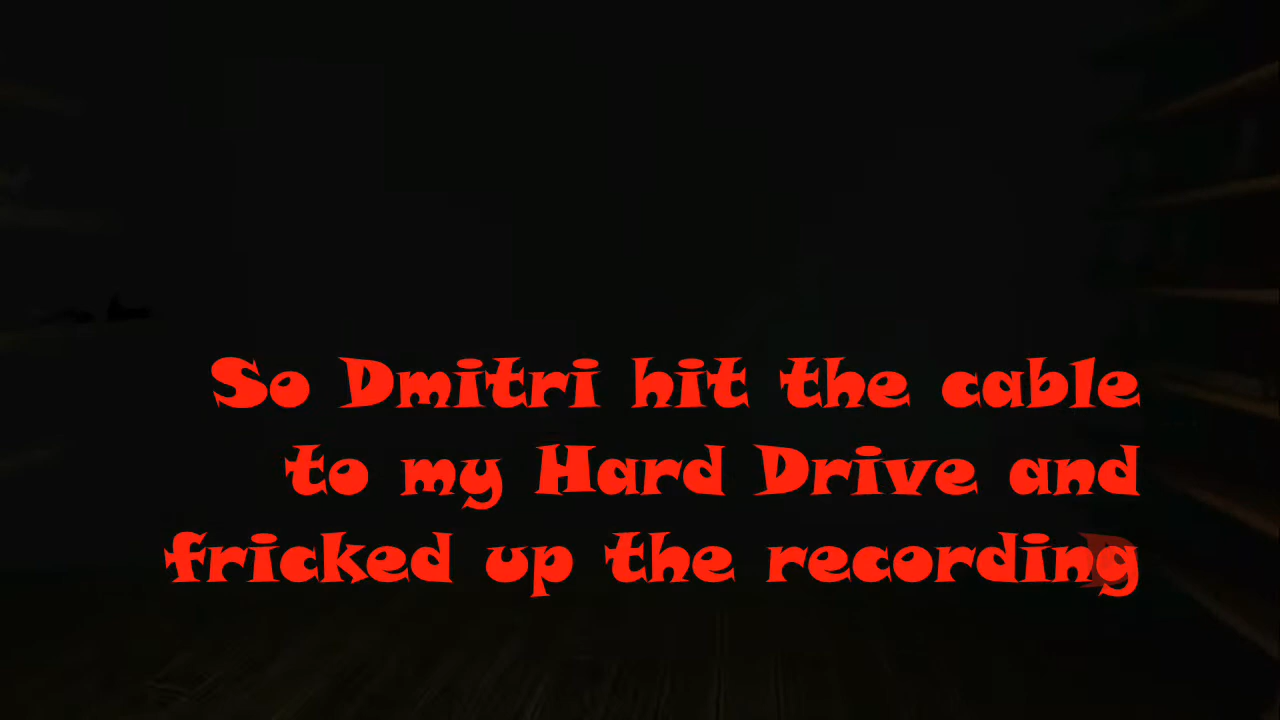 So Dmitri hit the cable
to my Hard Drive and
fricked up the recording